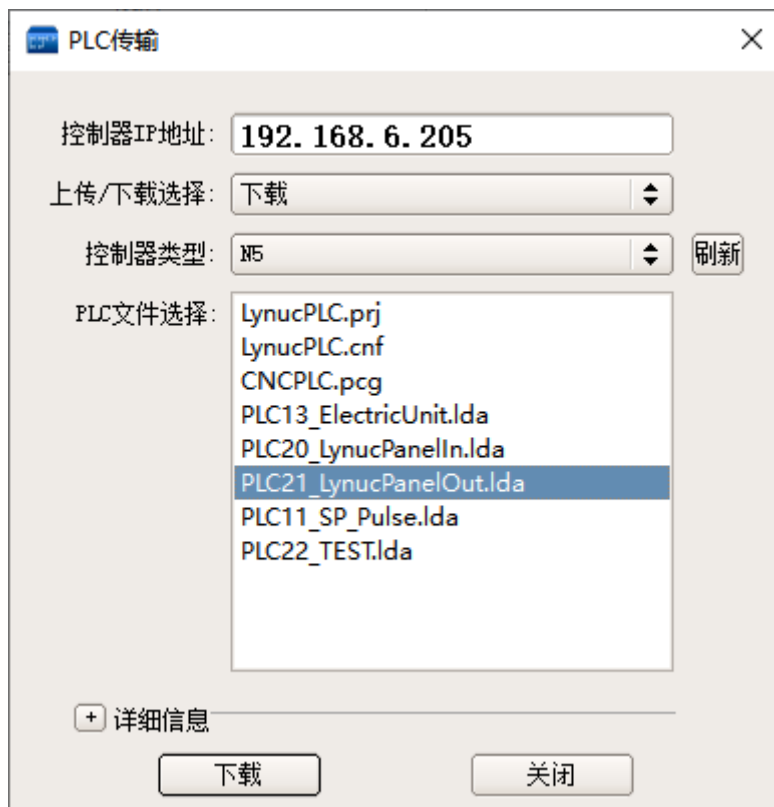 PLC传输
控制器IP地址: 192.168.6.205
上传/下载选择: 下载
控制器类型: N5 刷新
PLC文件选择: LynucPLC.prj
LynucPLC.cnf
CNCPLC.pcg
PLC13_ElectricUnit.lda
PLC20_LynucPanelIn.lda
PLC21_LynucPanelOut.lda
PLC11_SP_Pulse.lda
PLC22_TEST.lda
+ 详细信息
下载 关闭